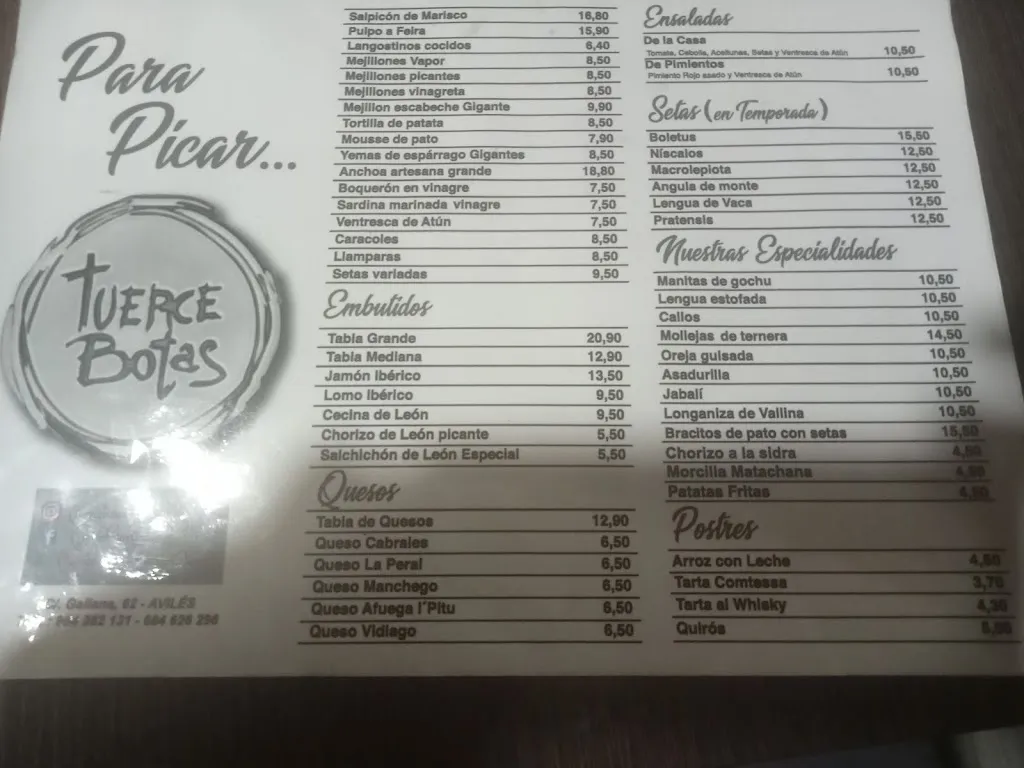 Para
Picar...
TUERCE
Botas
C/. Galiana, 62 - AVILÉS
Salpicón de Marisco 16,80
Pulpo a Feira 15,90
Langostinos cocidos 6,40
Mejillones Vapor 8,50
Mejillones picantes 8,50
Mejillones vinagreta 8,50
Mejillon escabeche Gigante 9,90
Tortilla de patata 8,50
Mousse de pato 7,90
Yemas de espárrago Gigantes 8,50
Anchoa artesana grande 18,80
Boquerón en vinagre 7,50
Sardina marinada vinagre 7,50
Ventresca de Atún 7,50
Caracoles 8,50
Llamparas 8,50
Setas variadas 9,50
Embutidos
Tabla Grande 20,90
Tabla Mediana 12,90
Jamón Ibérico 13,50
Lomo Ibérico 9,50
Cecina de León 9,50
Chorizo de León picante 5,50
Salchichón de León Especial 5,50
Quesos
Tabla de Quesos 12,90
Queso Cabrales 6,50
Queso La Peral 6,50
Queso Manchego 6,50
Queso Afuega l´Pitu 6,50
Queso Vidiago 6,50
Ensaladas
De la Casa
Tomate, Cebolla, Aceitunas, Setas y Ventresca de Atún 10,50
De Pimientos
Pimiento Rojo asado y Ventresca de Atún 10,50
Setas (en Temporada)
Boletus 15,50
Níscalos 12,50
Macrolepiota 12,50
Angula de monte 12,50
Lengua de Vaca 12,50
Pratensis 12,50
Nuestras Especialidades
Manitas de gochu 10,50
Lengua estofada 10,50
Callos 10,50
Mollejas de ternera 14,50
Oreja guisada 10,50
Asadurilla 10,50
Jabalí 10,50
Longaniza de Vallina 10,50
Bracitos de pato con setas 15,50
Chorizo a la sidra
Morcilla Matachana
Patatas Fritas
Postres
Arroz con Leche
Tarta Comtessa
Tarta al Whisky
Quirós